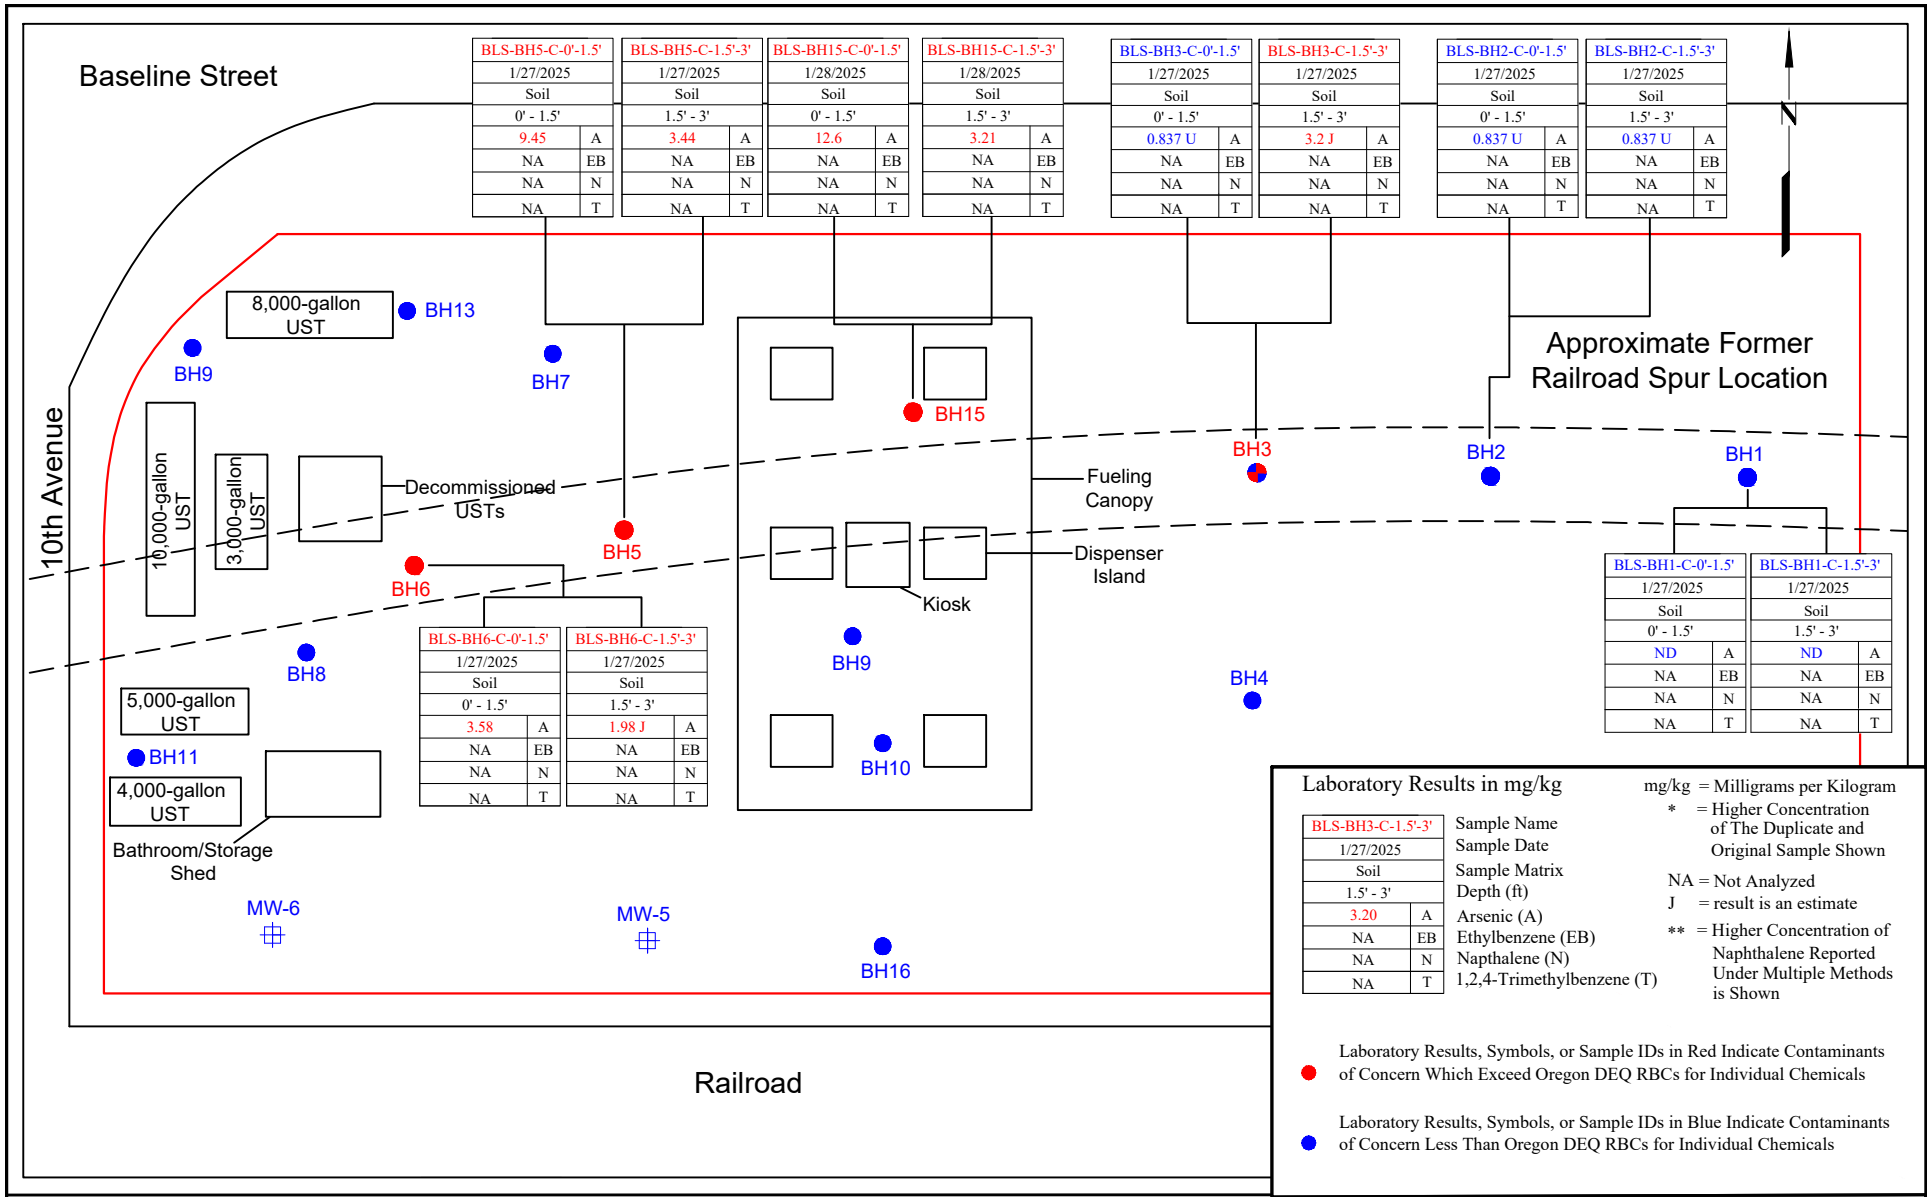 Baseline Street
BLS-BH5-C-0'-1.5'
1/27/2025
Soil
0' - 1.5'
9.45 A
NA EB
NA N
NA T
BLS-BH5-C-1.5'-3'
1/27/2025
Soil
1.5' - 3'
3.44 A
NA EB
NA N
NA T
BLS-BH15-C-0'-1.5'
1/28/2025
Soil
0' - 1.5'
12.6 A
NA EB
NA N
NA T
BLS-BH15-C-1.5'-3'
1/28/2025
Soil
1.5' - 3'
3.21 A
NA EB
NA N
NA T
BLS-BH3-C-0'-1.5'
1/27/2025
Soil
0' - 1.5'
0.837 U A
NA EB
NA N
NA T
BLS-BH3-C-1.5'-3'
1/27/2025
Soil
1.5' - 3'
3.2 J A
NA EB
NA N
NA T
BLS-BH2-C-0'-1.5'
1/27/2025
Soil
0' - 1.5'
0.837 U A
NA EB
NA N
NA T
BLS-BH2-C-1.5'-3'
1/27/2025
Soil
1.5' - 3'
0.837 U A
NA EB
NA N
NA T
N
8,000-gallon
UST
BH13
BH9
BH7
BH15
Approximate Former
Railroad Spur Location
10th Avenue
10,000-gallon
UST
3,000-gallon
UST
Decommissioned
USTs
BH5
BH6
Fueling
Canopy
Dispenser
Island
Kiosk
BH3
BH2
BH1
BH8
BH9
BH4
BH10
5,000-gallon
UST
BH11
4,000-gallon
UST
Bathroom/Storage
Shed
BLS-BH6-C-0'-1.5'
1/27/2025
Soil
0' - 1.5'
3.58 A
NA EB
NA N
NA T
BLS-BH6-C-1.5'-3'
1/27/2025
Soil
1.5' - 3'
1.98 J A
NA EB
NA N
NA T
BLS-BH1-C-0'-1.5'
1/27/2025
Soil
0' - 1.5'
ND A
NA EB
NA N
NA T
BLS-BH1-C-1.5'-3'
1/27/2025
Soil
1.5' - 3'
ND A
NA EB
NA N
NA T
MW-6
MW-5
BH16
Railroad
Laboratory Results in mg/kg
BLS-BH3-C-1.5'-3' Sample Name
1/27/2025 Sample Date
Soil Sample Matrix
1.5' - 3' Depth (ft)
3.20 A Arsenic (A)
NA EB Ethylbenzene (EB)
NA N Napthalene (N)
NA T 1,2,4-Trimethylbenzene (T)
mg/kg = Milligrams per Kilogram
* = Higher Concentration
of The Duplicate and
Original Sample Shown
NA = Not Analyzed
J = result is an estimate
** = Higher Concentration of
Naphthalene Reported
Under Multiple Methods
is Shown
Laboratory Results, Symbols, or Sample IDs in Red Indicate Contaminants
of Concern Which Exceed Oregon DEQ RBCs for Individual Chemicals
Laboratory Results, Symbols, or Sample IDs in Blue Indicate Contaminants
of Concern Less Than Oregon DEQ RBCs for Individual Chemicals